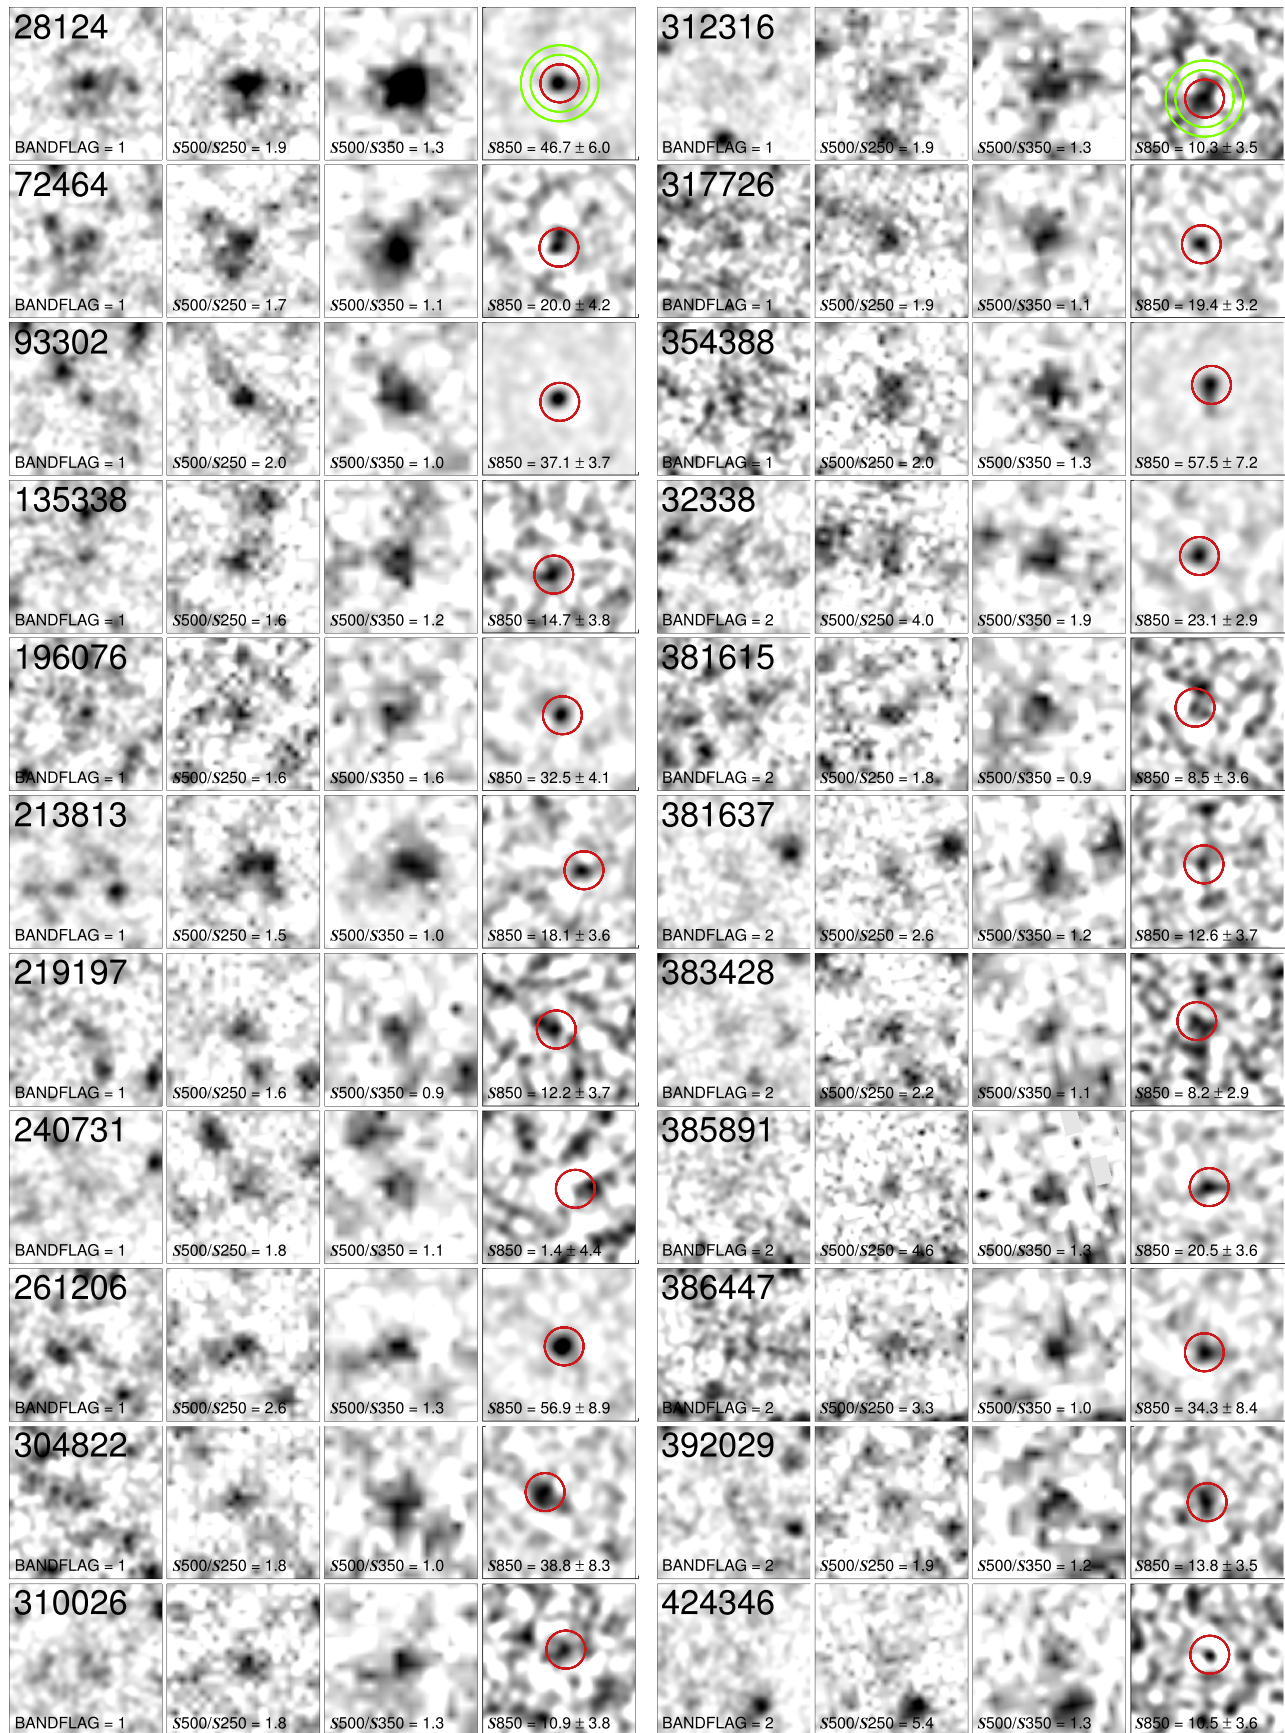 28124
BANDFLAG = 1 S500/S250 = 1.9 S500/S350 = 1.3 S850 = 46.7 ± 6.0
72464
BANDFLAG = 1 S500/S250 = 1.7 S500/S350 = 1.1 S850 = 20.0 ± 4.2
93302
BANDFLAG = 1 S500/S250 = 2.0 S500/S350 = 1.0 S850 = 37.1 ± 3.7
135338
BANDFLAG = 1 S500/S250 = 1.6 S500/S350 = 1.2 S850 = 14.7 ± 3.8
196076
BANDFLAG = 1 S500/S250 = 1.6 S500/S350 = 1.6 S850 = 32.5 ± 4.1
213813
BANDFLAG = 1 S500/S250 = 1.5 S500/S350 = 1.0 S850 = 18.1 ± 3.6
219197
BANDFLAG = 1 S500/S250 = 1.6 S500/S350 = 0.9 S850 = 12.2 ± 3.7
240731
BANDFLAG = 1 S500/S250 = 1.8 S500/S350 = 1.1 S850 = 1.4 ± 4.4
261206
BANDFLAG = 1 S500/S250 = 2.6 S500/S350 = 1.3 S850 = 56.9 ± 8.9
304822
BANDFLAG = 1 S500/S250 = 1.8 S500/S350 = 1.0 S850 = 38.8 ± 8.3
310026
BANDFLAG = 1 S500/S250 = 1.8 S500/S350 = 1.3 S850 = 10.9 ± 3.8
312316
BANDFLAG = 1 S500/S250 = 1.9 S500/S350 = 1.3 S850 = 10.3 ± 3.5
317726
BANDFLAG = 1 S500/S250 = 1.9 S500/S350 = 1.1 S850 = 19.4 ± 3.2
354388
BANDFLAG = 1 S500/S250 = 2.0 S500/S350 = 1.3 S850 = 57.5 ± 7.2
32338
BANDFLAG = 2 S500/S250 = 4.0 S500/S350 = 1.9 S850 = 23.1 ± 2.9
381615
BANDFLAG = 2 S500/S250 = 1.8 S500/S350 = 0.9 S850 = 8.5 ± 3.6
381637
BANDFLAG = 2 S500/S250 = 2.6 S500/S350 = 1.2 S850 = 12.6 ± 3.7
383428
BANDFLAG = 2 S500/S250 = 2.2 S500/S350 = 1.1 S850 = 8.2 ± 2.9
385891
BANDFLAG = 2 S500/S250 = 4.6 S500/S350 = 1.3 S850 = 20.5 ± 3.6
386447
BANDFLAG = 2 S500/S250 = 3.3 S500/S350 = 1.0 S850 = 34.3 ± 8.4
392029
BANDFLAG = 2 S500/S250 = 1.9 S500/S350 = 1.2 S850 = 13.8 ± 3.5
424346
BANDFLAG = 2 S500/S250 = 5.4 S500/S350 = 1.3 S850 = 10.5 ± 3.6